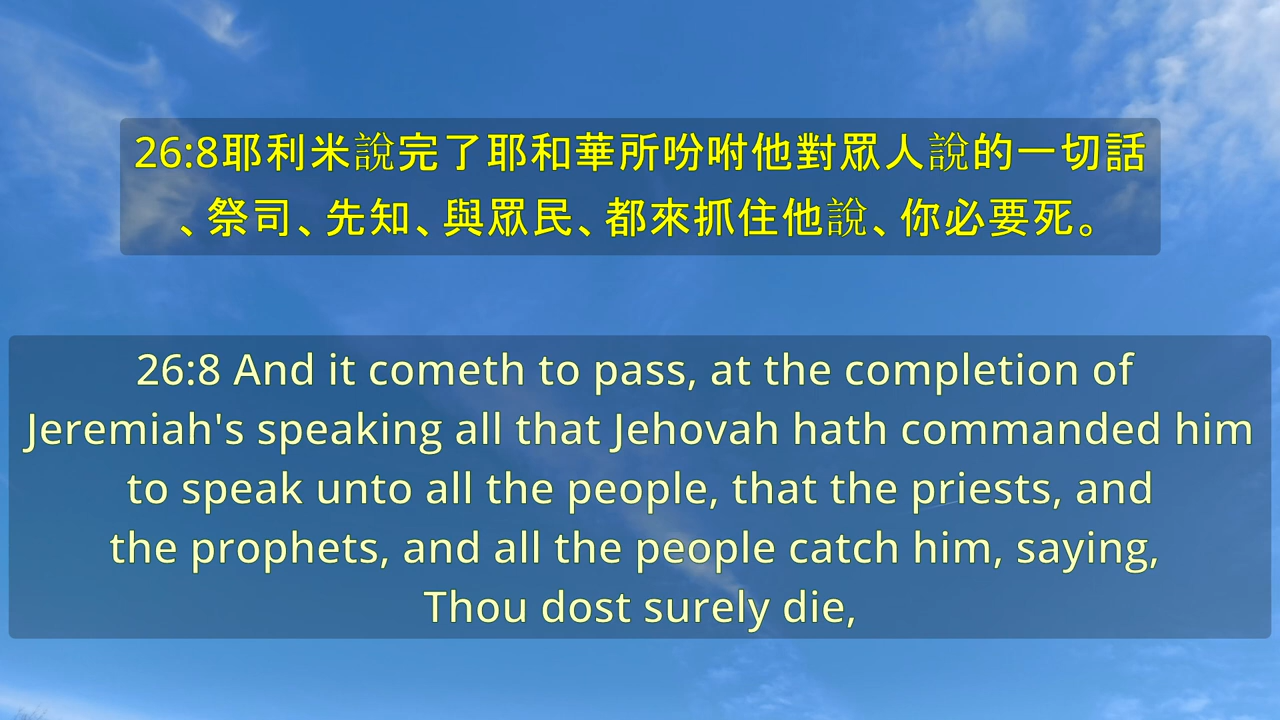 26:8耶利米說完了耶和華所吩咐他對眾人說的一切話
、祭司、先知、與眾民、都來抓住他說、你必要死。
26:8 And it cometh to pass, at the completion of
Jeremiah's speaking all that Jehovah hath commanded him
to speak unto all the people, that the priests, and
the prophets, and all the people catch him, saying,
Thou dost surely die,